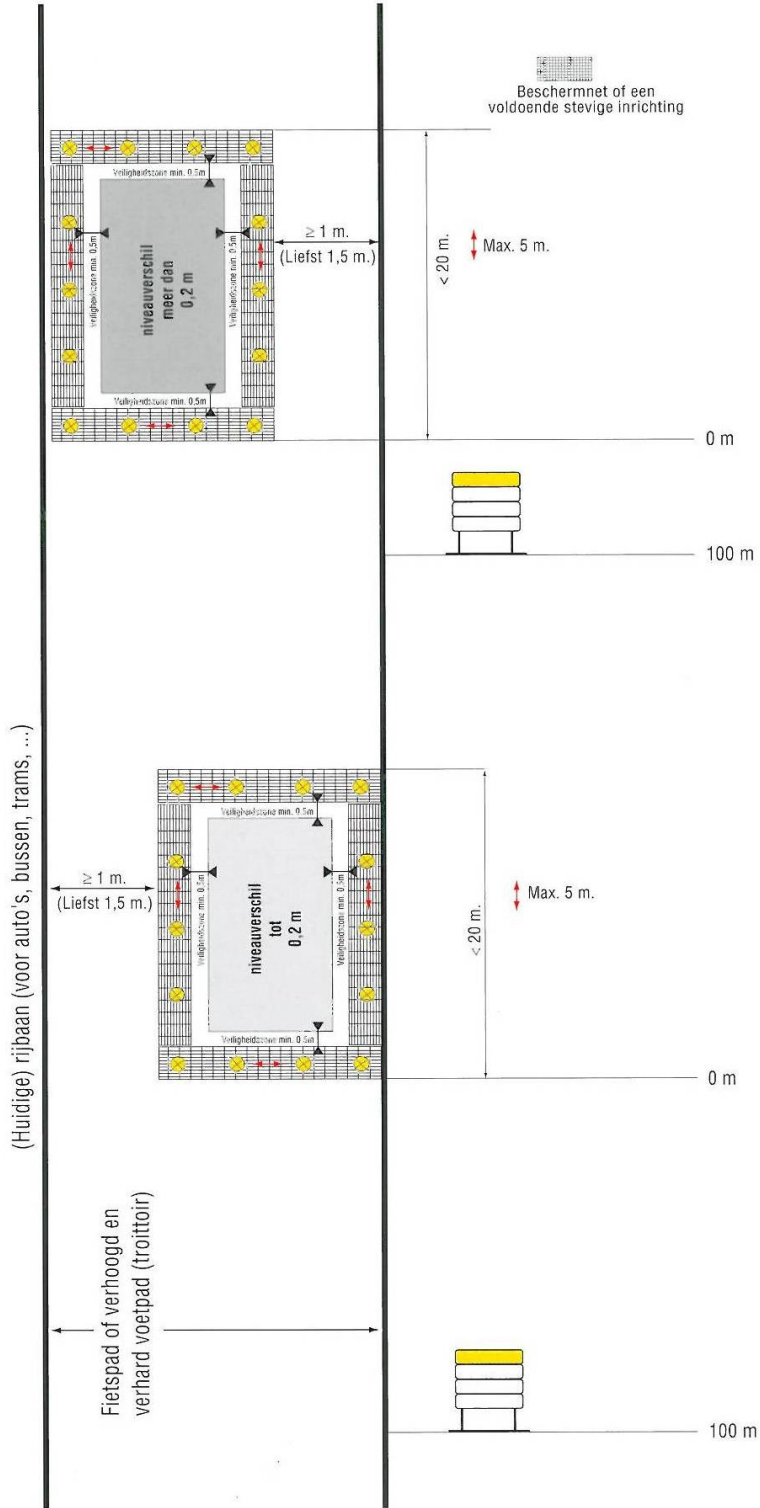 Beschermnet of een
voldoende stevige inrichting
Veiligheidszone min. 0,5m
Veiligheidszone min. 0,5m
niveauverschil
meer dan
0,2 m
Veiligheidszone min. 0,5m
Veiligheidszone min. 0,5m
≥ 1 m.
(Liefst 1,5 m.)
< 20 m.
Max. 5 m.
0 m
100 m
(Huidige) rijbaan (voor auto's, bussen, trams, ...)
Veiligheidszone min. 0.5m
Veiligheidszone min. 0.5m
niveauverschil
tot
0,2 m
Veiligheidszone min. 0.5m
Veiligheidszone min. 0.5m
≥ 1 m.
(Liefst 1,5 m.)
< 20 m.
Max. 5 m.
0 m
Fietspad of verhoogd en
verhard voetpad (troittoir)
100 m